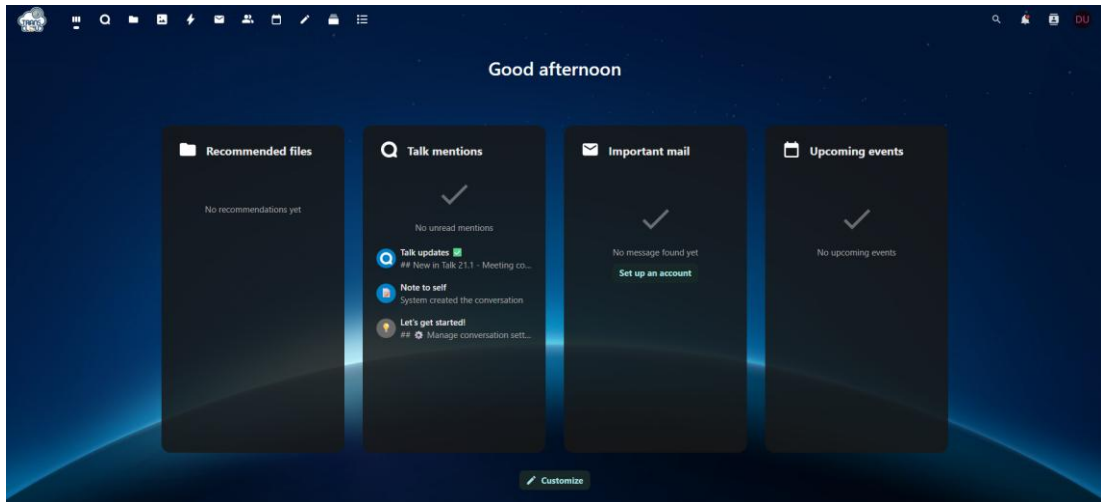 DU
Good afternoon
Recommended files
No recommendations yet
Talk mentions
No unread mentions
Talk updates ✅
## New in Talk 21.1 - Meeting co...
Note to self
System created the conversation
Let's get started!
## ⚙ Manage conversation sett...
Important mail
No message found yet
Set up an account
Upcoming events
No upcoming events
Customize